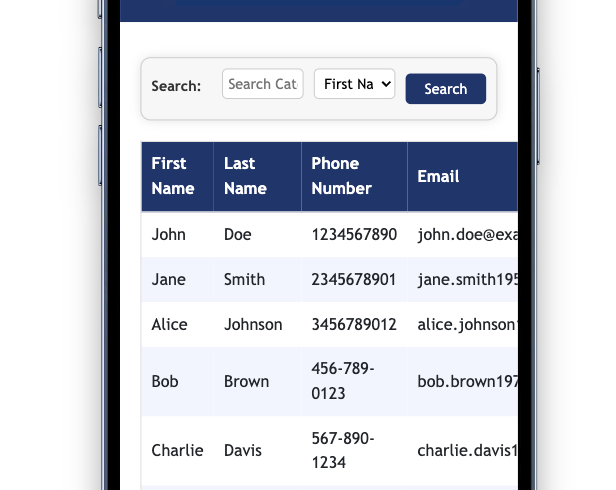 Search:
Search Cat
First Na
Search
First Name
Last Name
Phone Number
Email
John Doe 1234567890 john.doe@exa
Jane Smith 2345678901 jane.smith195
Alice Johnson 3456789012 alice.johnson
Bob Brown 456-789-0123 bob.brown197
Charlie Davis 567-890-1234 charlie.davis1